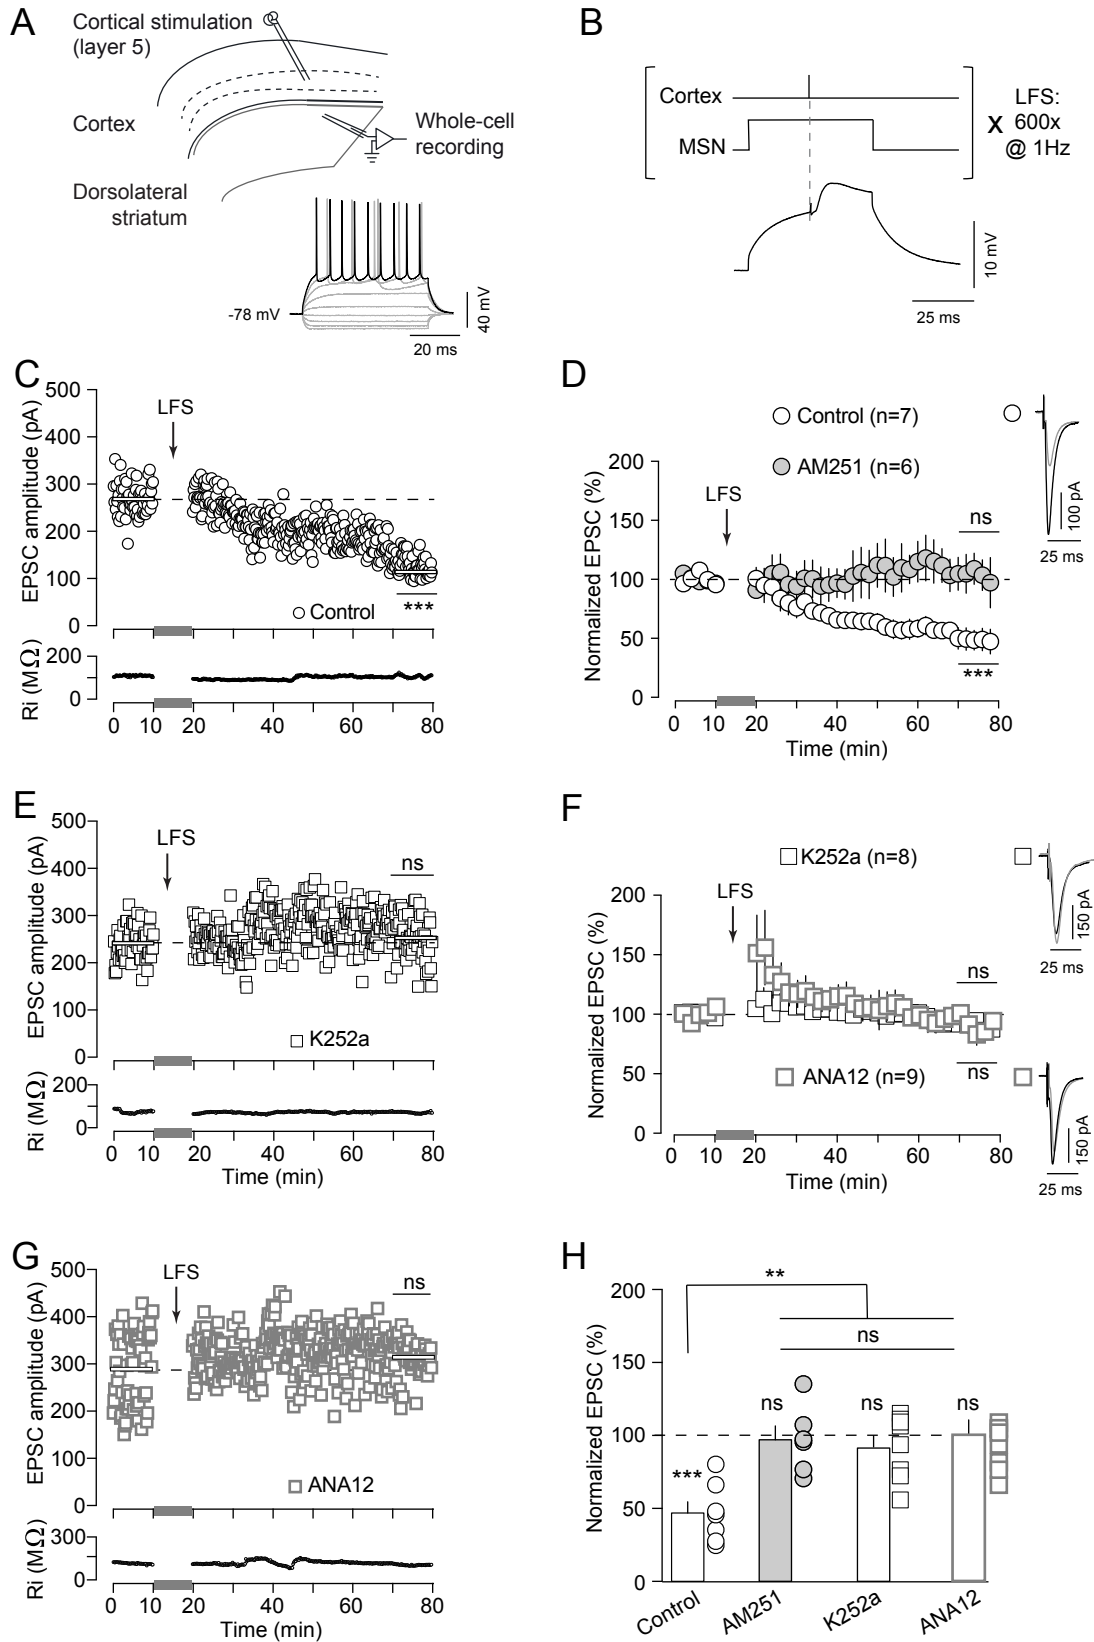 A
Cortical stimulation
(layer 5)
Cortex
Whole-cell
recording
Dorsolateral
striatum
-78 mV
40 mV
20 ms
B
Cortex
MSN
x
LFS:
600x
@ 1Hz
10 mV
25 ms
C
EPSC amplitude (pA)
500
400
300
200
100
0
LFS
Control
***
Ri (MΩ)
200
0
0 10 20 40 60 80
D
Control (n=7)
AM251 (n=6)
Normalized EPSC (%)
200
150
100
50
0
LFS
ns
***
100 pA
25 ms
0 10 20 40 60 80
Time (min)
E
EPSC amplitude (pA)
500
400
300
200
100
0
LFS
ns
K252a
Ri (MΩ)
200
0
0 10 20 40 60 80
Time (min)
F
K252a (n=8)
Normalized EPSC (%)
200
150
100
50
0
LFS
ns
ANA12 (n=9)
ns
150 pA
25 ms
150 pA
25 ms
0 10 20 40 60 80
Time (min)
G
EPSC amplitude (pA)
500
400
300
200
100
0
LFS
ns
ANA12
Ri (MΩ)
300
0
0 10 20 40 60 80
Time (min)
H
Normalized EPSC (%)
200
150
100
50
0
**
ns
***
ns
ns
ns
Control
AM251
K252a
ANA12